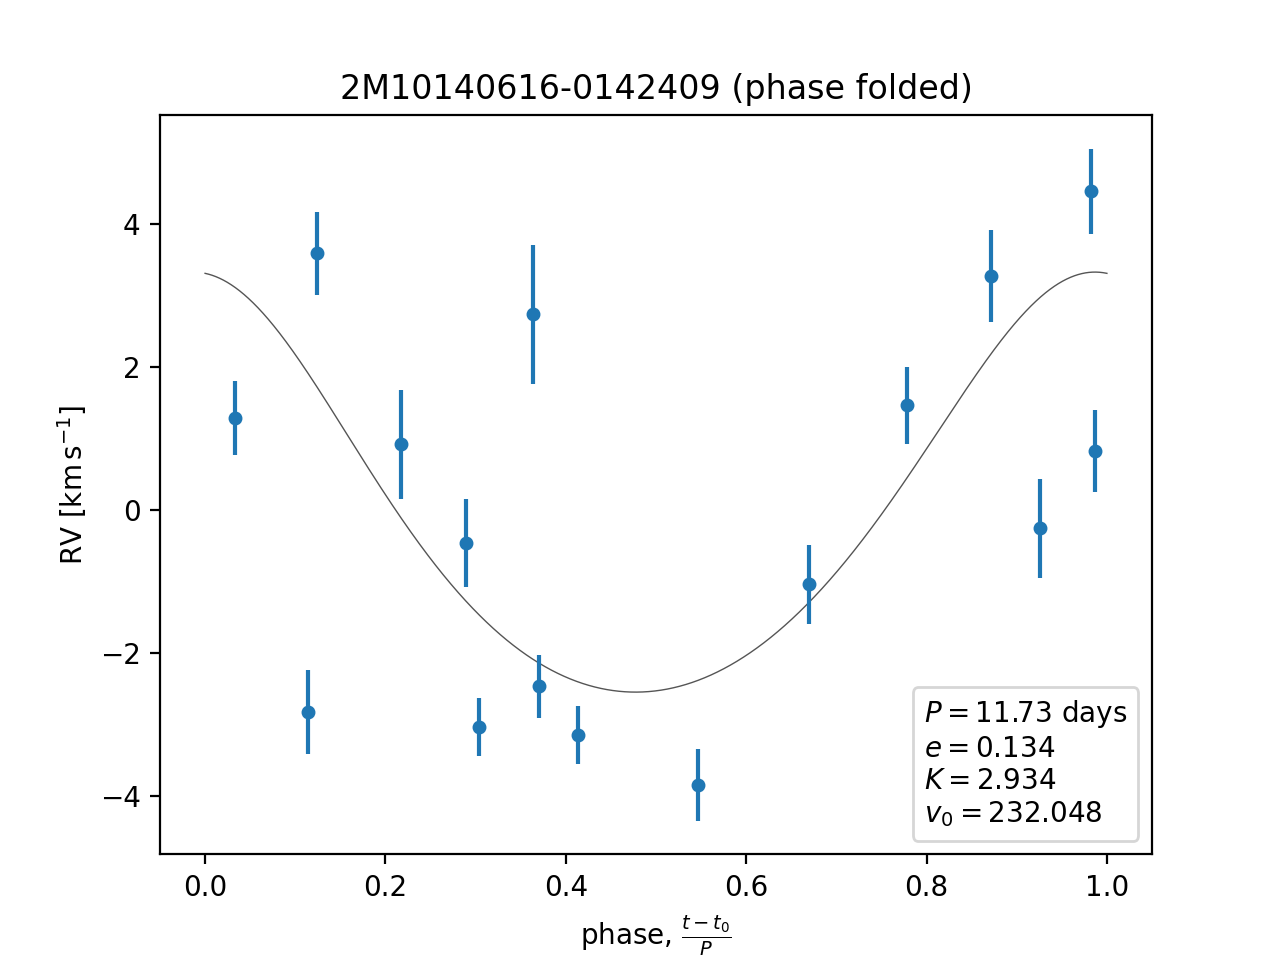 2M10140616-0142409 (phase folded)
RV [km s⁻¹]
4
2
0
−2
−4
0.0 0.2 0.4 0.6 0.8 1.0
phase, (t − t₀)/P
P = 11.73 days
e = 0.134
K = 2.934
v₀ = 232.048